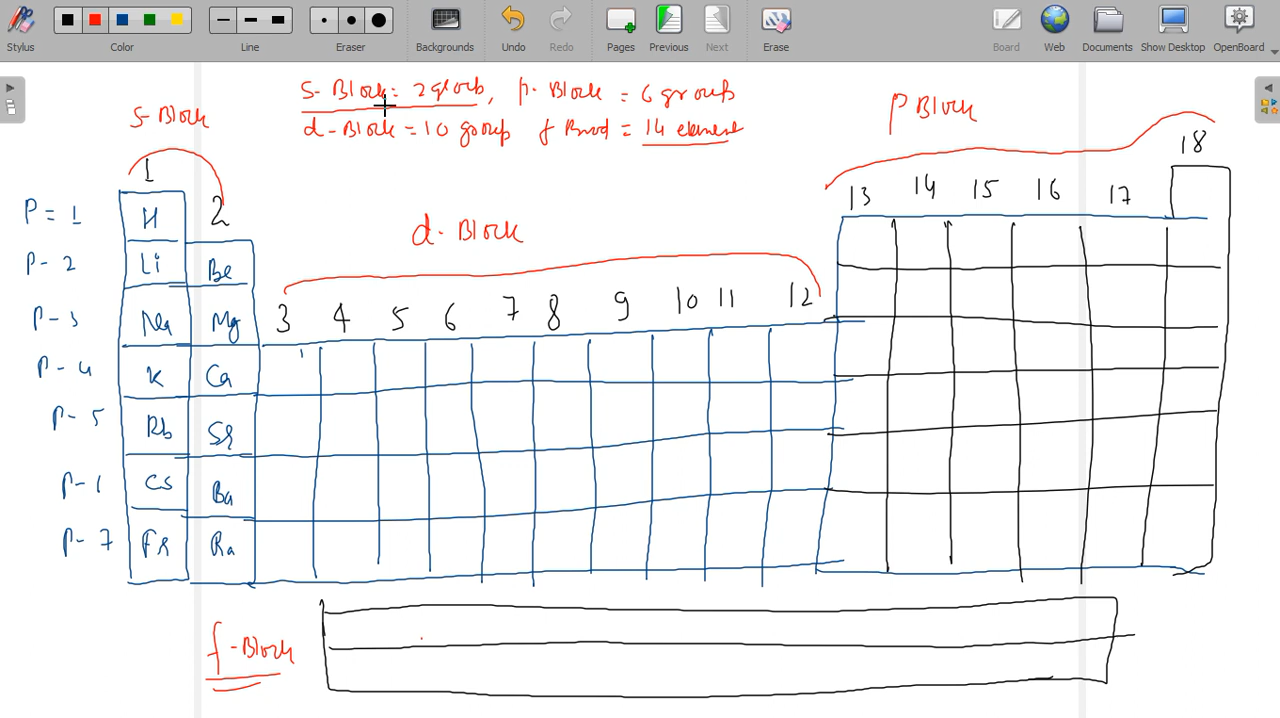 Stylus Color Line Eraser Backgrounds Undo Redo Pages Previous Next Erase Board Web Documents Show Desktop OpenBoard
s-Block = 2 group, p-Block = 6 group
d-Block = 10 group f = 14 element
s-Block
p Block
d-Block
1
2
3 4 5 6 7 8 9 10 11 12
13 14 15 16 17 18
P = 1 H
P-2 Li Be
P-3 Na Mg
P-4 K Ca
P-5 Rb Sr
P-1 Cs Ba
P-7 Fr Ra
f-Block